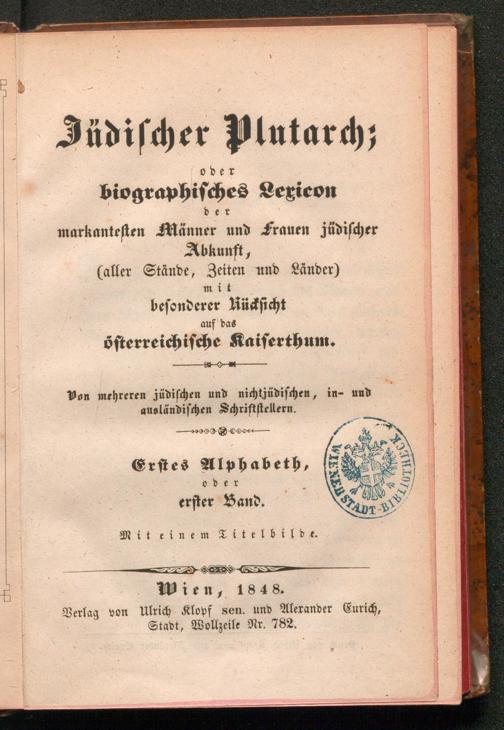 Jüdischer Plutarch;
oder
biographisches Lexicon
der
markantesten Männer und Frauen jüdischer
Abkunft,
(aller Stände, Zeiten und Länder)
mit
besonderer Rücksicht
auf das
österreichische Kaiserthum.
Von mehreren jüdischen und nichtjüdischen, in- und
ausländischen Schriftstellern.
Erstes Alphabeth,
oder
erster Band.
Mit einem Titelbilde.
WIENER STADT-BIBLIOTHECK
Wien, 1848.
Verlag von Ulrich Klopf sen. und Alexander Eurich,
Stadt, Wollzeile Nr. 782.